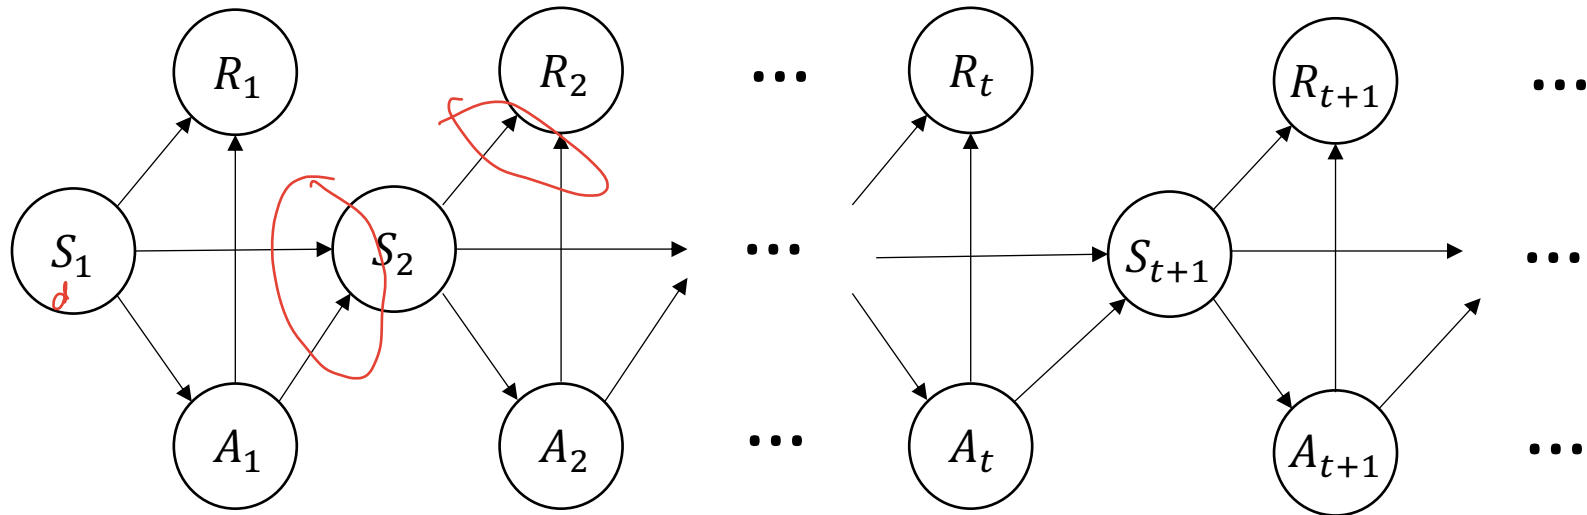 R₁ R₂ ... Rₜ Rₜ₊₁ ...
S₁ S₂ ... Sₜ₊₁ ...
d
A₁ A₂ ... Aₜ Aₜ₊₁ ...